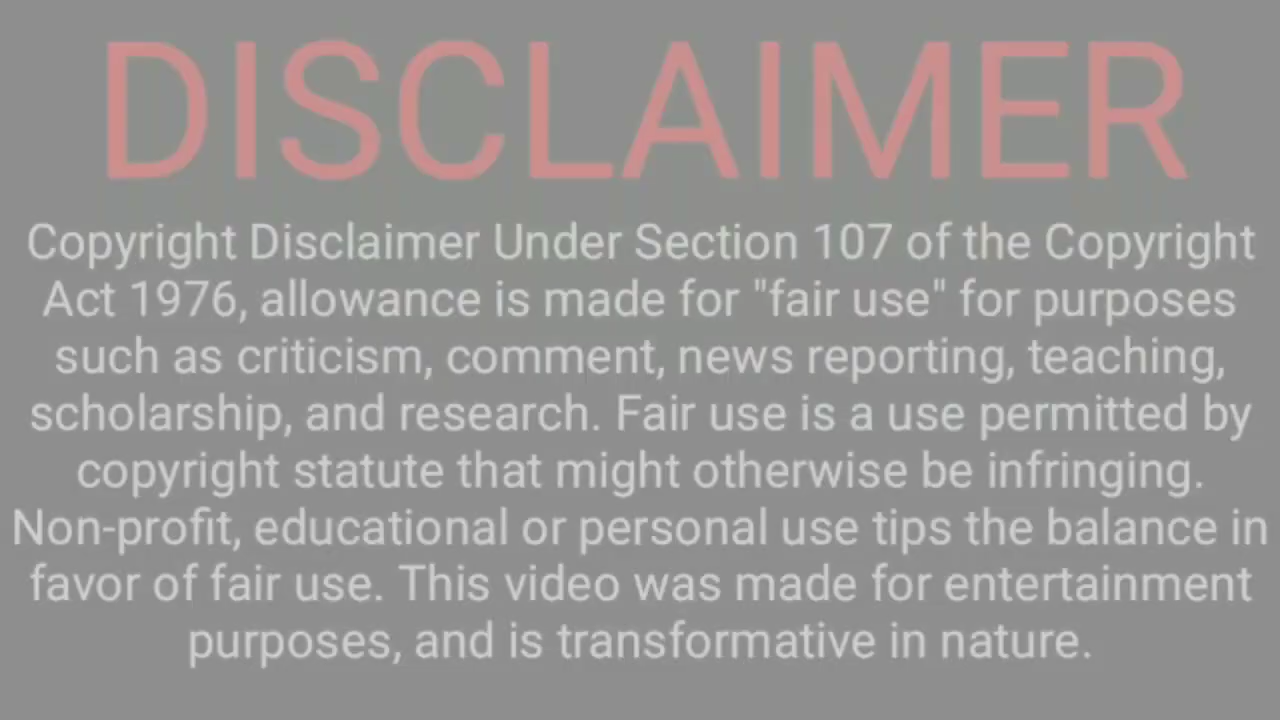 DISCLAIMER
Copyright Disclaimer Under Section 107 of the Copyright
Act 1976, allowance is made for "fair use" for purposes
such as criticism, comment, news reporting, teaching,
scholarship, and research. Fair use is a use permitted by
copyright statute that might otherwise be infringing.
Non-profit, educational or personal use tips the balance in
favor of fair use. This video was made for entertainment
purposes, and is transformative in nature.